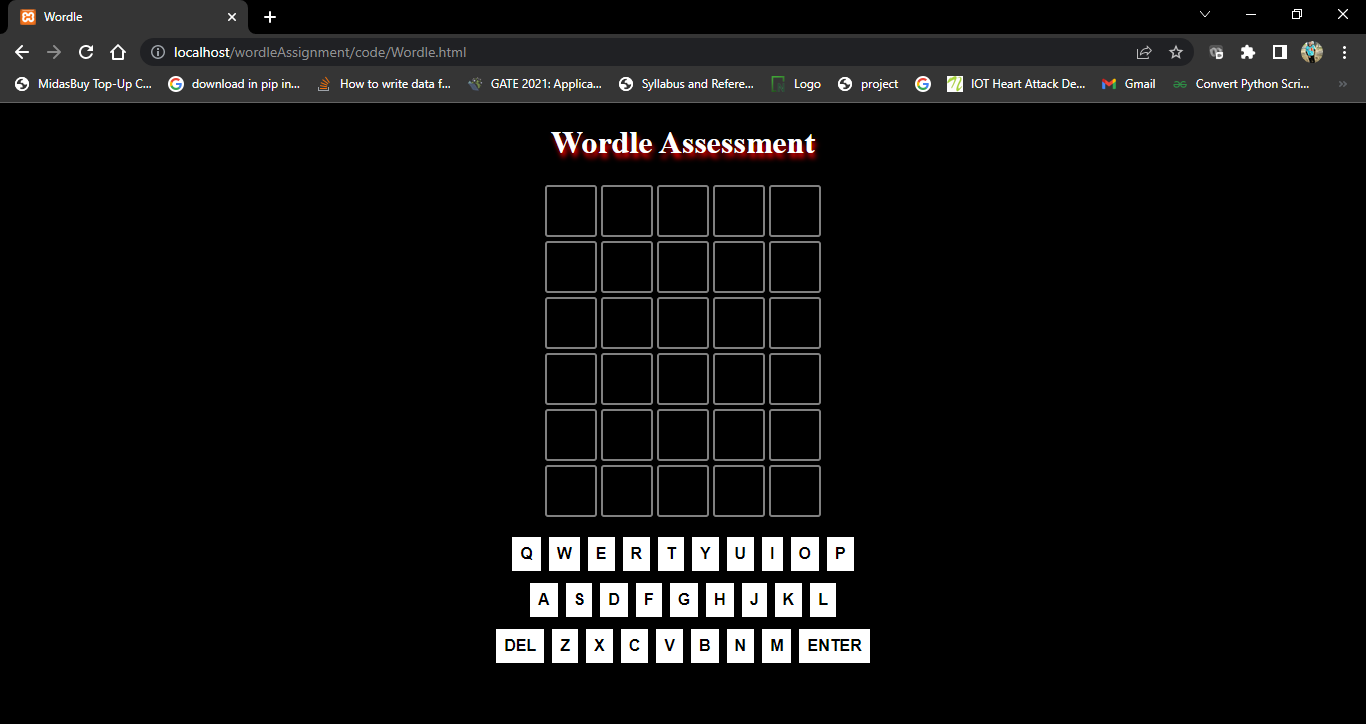 Wordle
localhost/wordleAssignment/code/Wordle.html
MidasBuy Top-Up C... download in pip in... How to write data f... GATE 2021: Applica... Syllabus and Refere... Logo project IOT Heart Attack De... Gmail Convert Python Scri... »
Wordle Assessment
Q W E R T Y U I O P
A S D F G H J K L
DEL Z X C V B N M ENTER